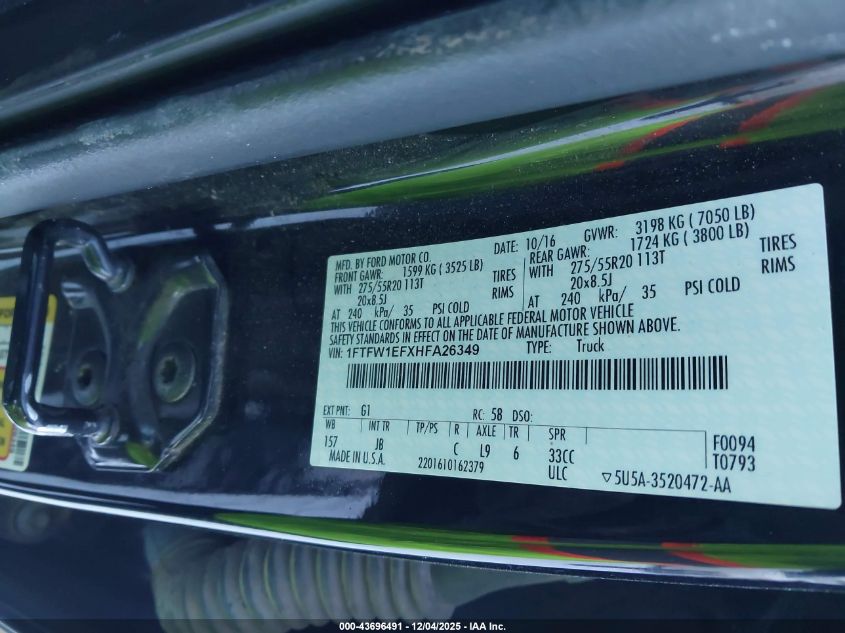 MFD. BY FORD MOTOR CO. DATE: 10/16 GVWR: 3198 KG ( 7050 LB)
FRONT GAWR: 1599 KG ( 3525 LB) REAR GAWR: 1724 KG ( 3800 LB)
WITH 275/55R20 113T TIRES WITH 275/55R20 113T TIRES
20x8.5J RIMS 20x8.5J RIMS
AT 240 kPa/ 35 PSI COLD AT 240 kPa/ 35 PSI COLD
THIS VEHICLE CONFORMS TO ALL APPLICABLE FEDERAL MOTOR VEHICLE
SAFETY STANDARDS IN EFFECT ON THE DATE OF MANUFACTURE SHOWN ABOVE.
VIN: 1FTFW1EFXHFA26349 TYPE: Truck
EXT PNT: G1 RC: 58 DSO:
WB INT TR TP/PS R AXLE TR SPR
157 JB C L9 6 33CC F0094
MADE IN U.S.A. 2201610162379 ULC T0793
▽5U5A-3520472-AA
000-43696491 - 12/04/2025 - IAA Inc.